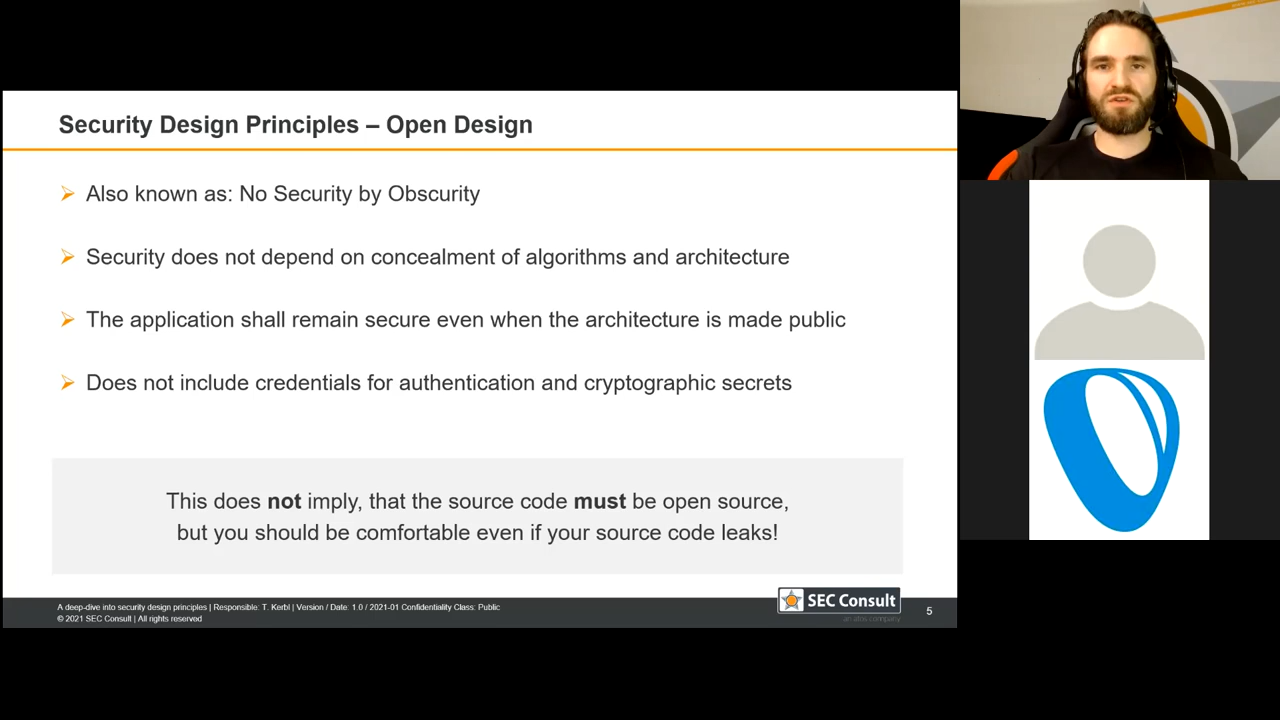 Security Design Principles – Open Design
Also known as: No Security by Obscurity
Security does not depend on concealment of algorithms and architecture
The application shall remain secure even when the architecture is made public
Does not include credentials for authentication and cryptographic secrets
This does not imply, that the source code must be open source,
but you should be comfortable even if your source code leaks!
A deep-dive into security design principles | Responsible: T. Kerbl | Version / Date: 1.0 / 2021-01 Confidentiality Class: Public
© 2021 SEC Consult | All rights reserved
SEC Consult
an atos company
5